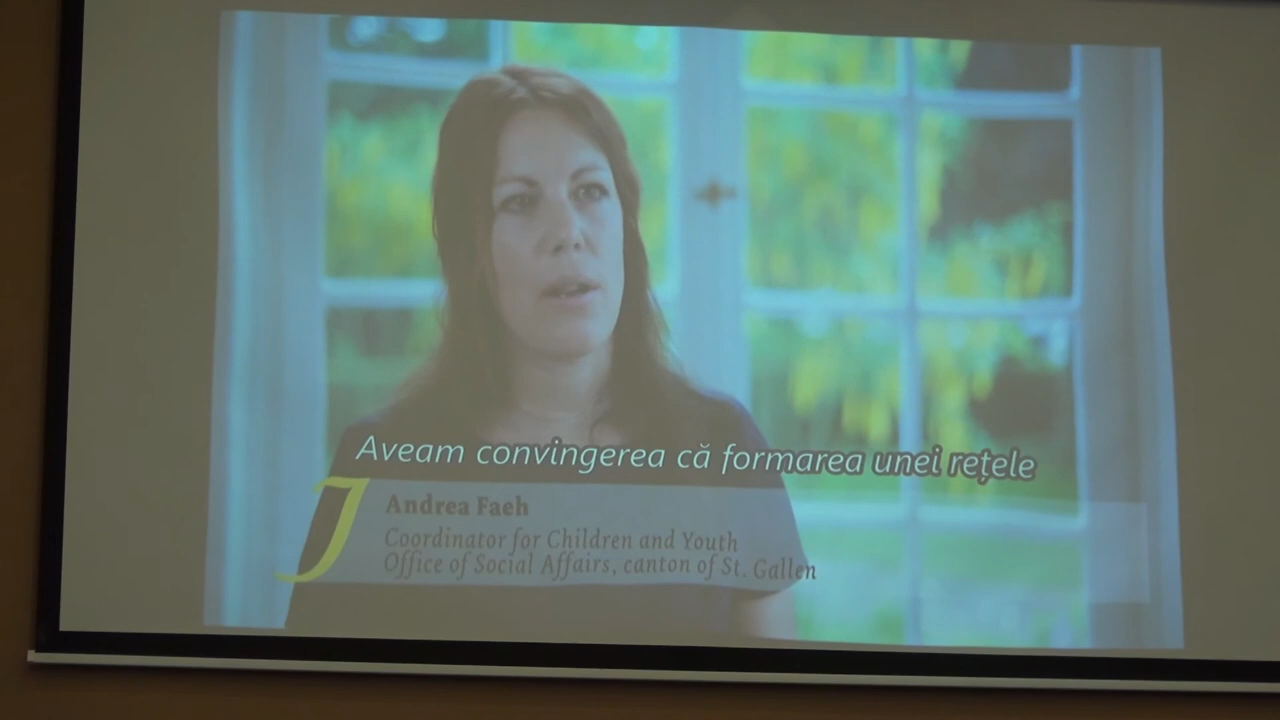 Aveam convingerea că formarea unei rețele
J
Andrea Faeh
Coordinator for Children and Youth
Office of Social Affairs, canton of St. Gallen